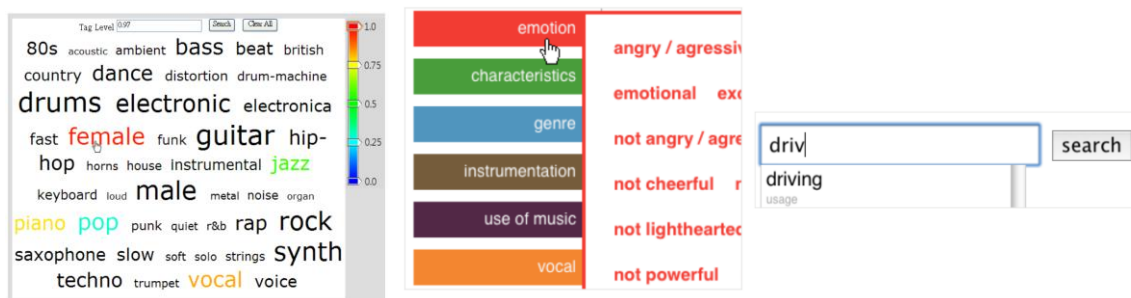 Tag Level 0.97 Search Clear All
80s acoustic ambient bass beat british
country dance distortion drum-machine
drums electronic electronica
fast female funk guitar hip-
hop horns house instrumental jazz
keyboard loud male metal noise organ
piano pop punk quiet r&b rap rock
saxophone slow soft solo strings synth
techno trumpet vocal voice
1.0
0.75
0.5
0.25
0.0
emotion
characteristics
genre
instrumentation
use of music
vocal
angry / agressiv
emotional exc
not angry / agre
not cheerful
not lighthearted
not powerful
driv search
driving
usage